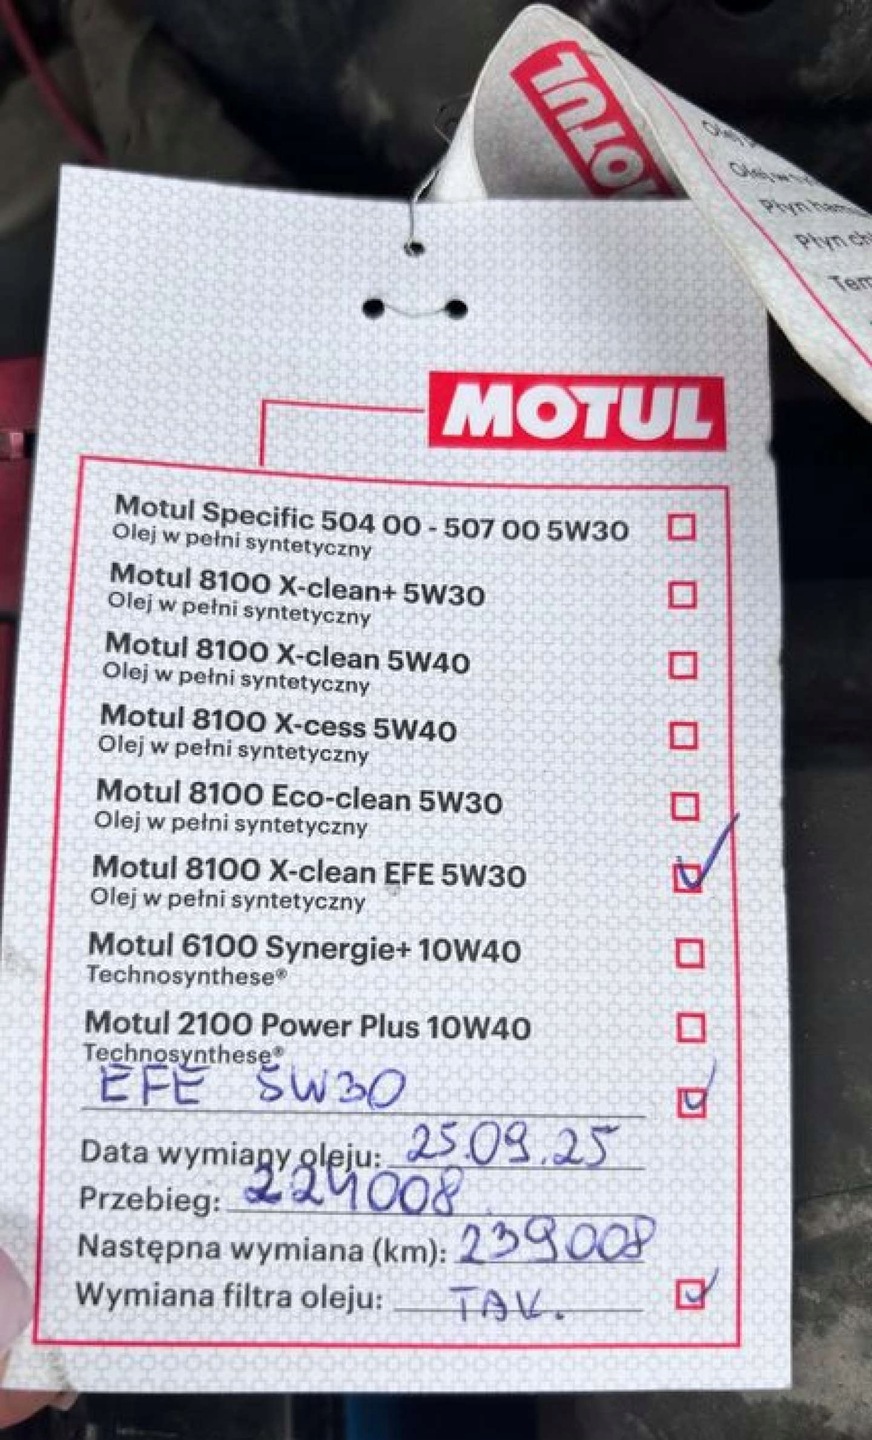 MOTUL
Olej
Płyn
MOTUL
Motul Specific 504 00 - 507 00 5W30
Olej w pełni syntetyczny
Motul 8100 X-clean+ 5W30
Olej w pełni syntetyczny
Motul 8100 X-clean 5W40
Olej w pełni syntetyczny
Motul 8100 X-cess 5W40
Olej w pełni syntetyczny
Motul 8100 Eco-clean 5W30
Olej w pełni syntetyczny
Motul 8100 X-clean EFE 5W30
Olej w pełni syntetyczny
Motul 6100 Synergie+ 10W40
Technosynthese®
Motul 2100 Power Plus 10W40
Technosynthese®
EFE 5W30
Data wymiany oleju: 25.09.25
Przebieg: 224008
Następna wymiana (km): 239008
Wymiana filtra oleju: TAK.